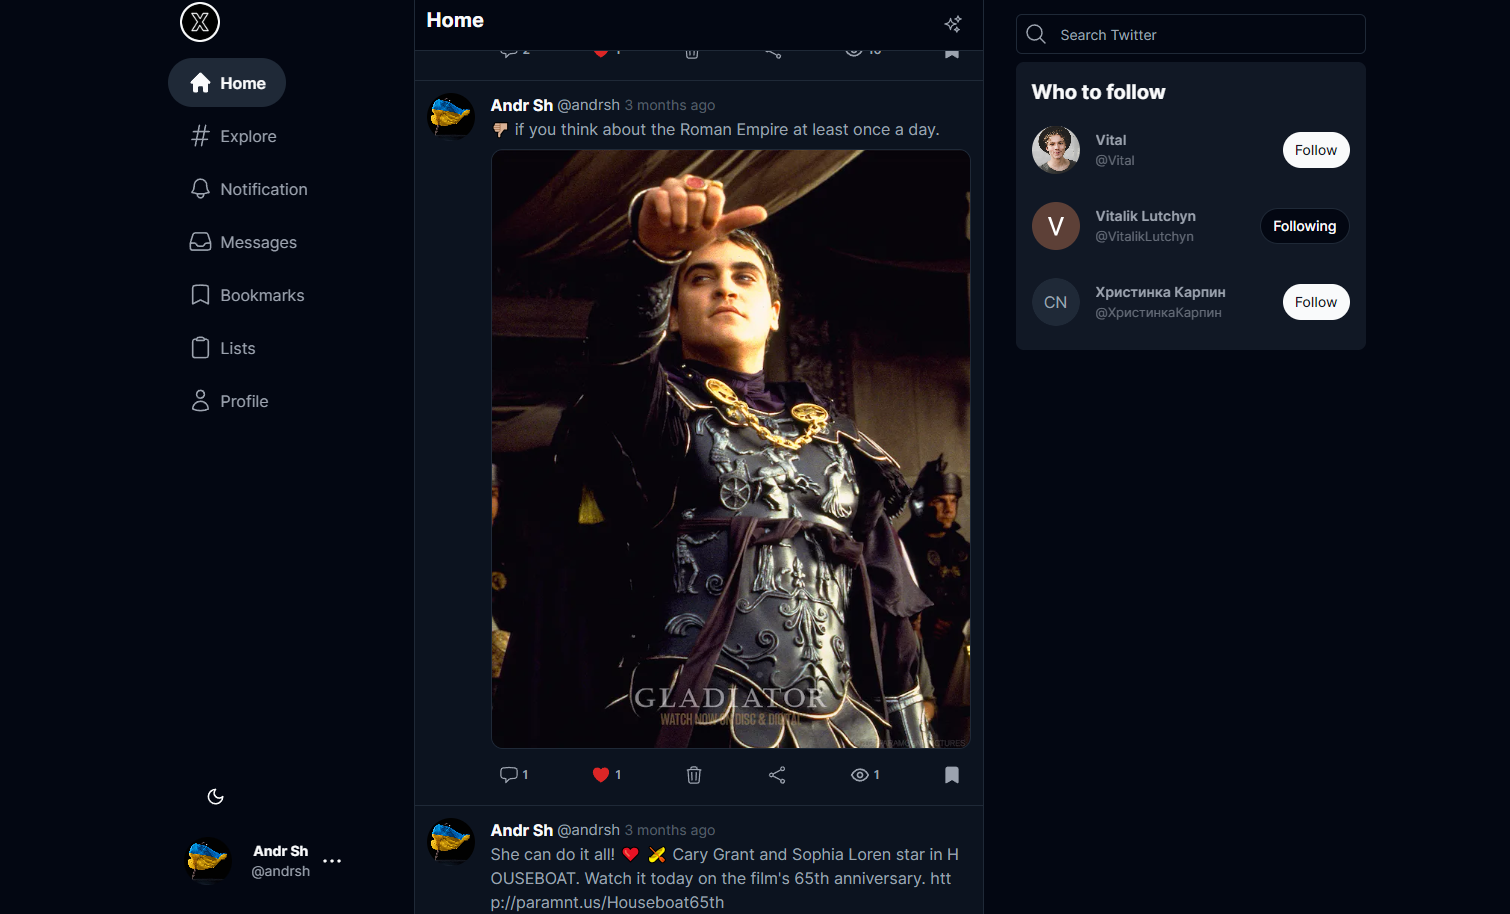 X
Home
Explore
Notification
Messages
Bookmarks
Lists
Profile
Andr Sh
@andrsh
Home
2
1
Andr Sh @andrsh 3 months ago
👎 if you think about the Roman Empire at least once a day.
GLADIATOR
WATCH NOW ON DISC & DIGITAL
1
1
1
Andr Sh @andrsh 3 months ago
She can do it all! ❤️ Cary Grant and Sophia Loren star in H
OUSEBOAT. Watch it today on the film's 65th anniversary. htt
p://paramnt.us/Houseboat65th
Search Twitter
Who to follow
Vital
@Vital
Follow
V
Vitalik Lutchyn
@VitalikLutchyn
Following
CN
Христинка Карпин
@ХристинкаКарпин
Follow